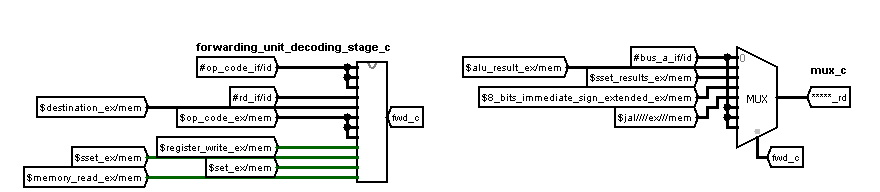 forwarding_unit_decoding_stage_c
#op_code_if/id
#rd_if/id
$destination_ex/mem
$op_code_ex/mem
fwd_c
$register_write_ex/mem
$sset_ex/mem
$set_ex/mem
$memory_read_ex/mem
#bus_a_if/id
$alu_result_ex/mem
$sset_results_ex/mem
$8_bits_immediate_sign_extended_ex/mem
$jal////ex///mem
0
MUX
mux_c
*****_rd
fwd_c